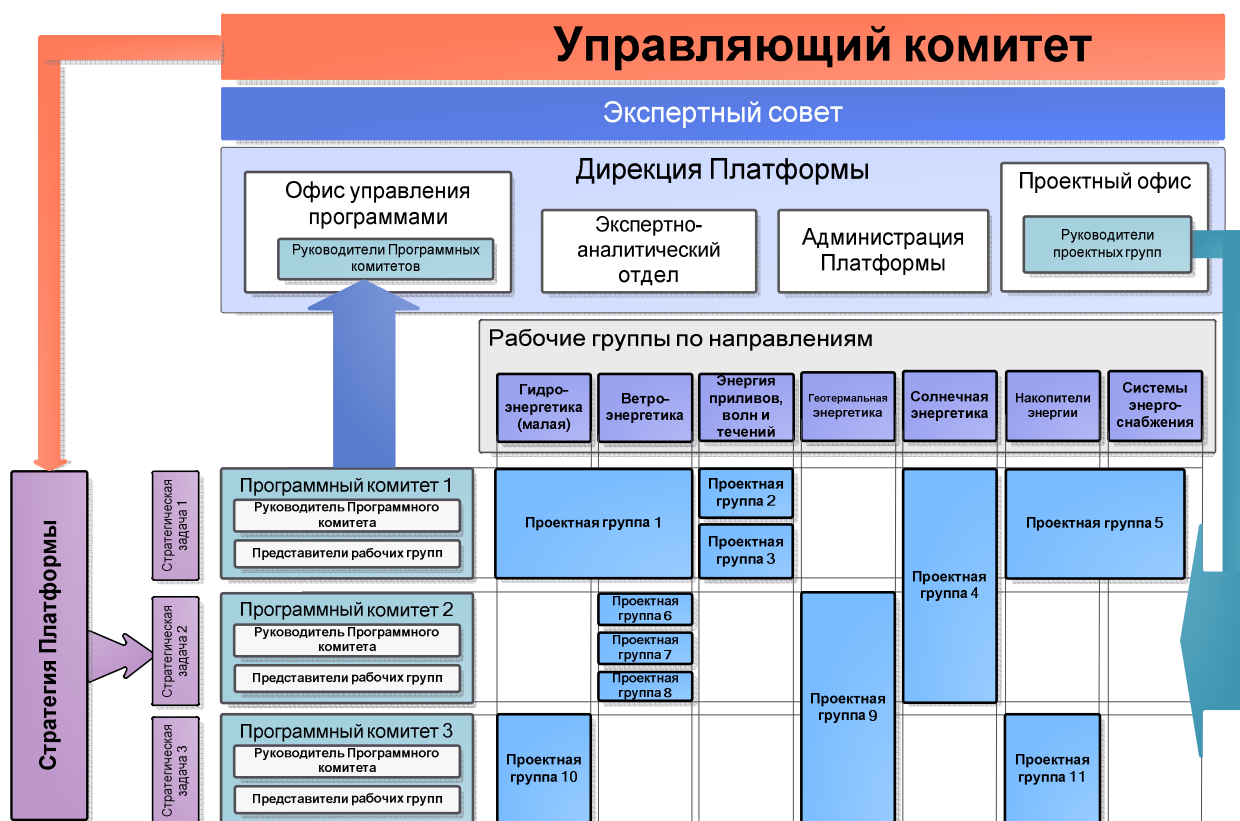 Управляющий комитет
Экспертный совет
Дирекция Платформы
Офис управления
программами
Руководители Программных
комитетов
Экспертно-
аналитический
отдел
Администрация
Платформы
Проектный офис
Руководители
проектных групп
Рабочие группы по направлениям
Гидро-
энергетика
(малая)
Ветро-
энергетика
Энергия
приливов,
волн и
течений
Геотермальная
энергетика
Солнечная
энергетика
Накопители
энергии
Системы
энерго-
снабжения
Стратегия Платформы
Стратегическая
задача 1
Программный комитет 1
Руководитель Программного
комитета
Представители рабочих групп
Проектная группа 1
Проектная
группа 2
Проектная
группа 3
Проектная
группа 4
Проектная группа 5
Стратегическая
задача 2
Программный комитет 2
Руководитель Программного
комитета
Представители рабочих групп
Проектная
группа 6
Проектная
группа 7
Проектная
группа 8
Проектная
группа 9
Стратегическая
задача 3
Программный комитет 3
Руководитель Программного
комитета
Представители рабочих групп
Проектная
группа 10
Проектная
группа 11